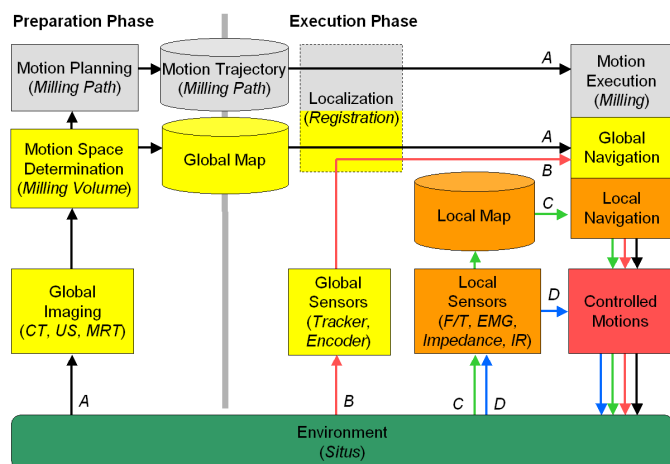 Preparation Phase
Execution Phase
Motion Planning
(Milling Path)
Motion Trajectory
(Milling Path)
Localization
(Registration)
A
Motion
Execution
(Milling)
Motion Space
Determination
(Milling Volume)
Global Map
A
B
Global
Navigation
Local Map
C
Local
Navigation
Global
Imaging
(CT, US, MRT)
Global
Sensors
(Tracker,
Encoder)
Local
Sensors
(F/T, EMG,
Impedance, IR)
D
Controlled
Motions
A
B
C
D
Environment
(Situs)